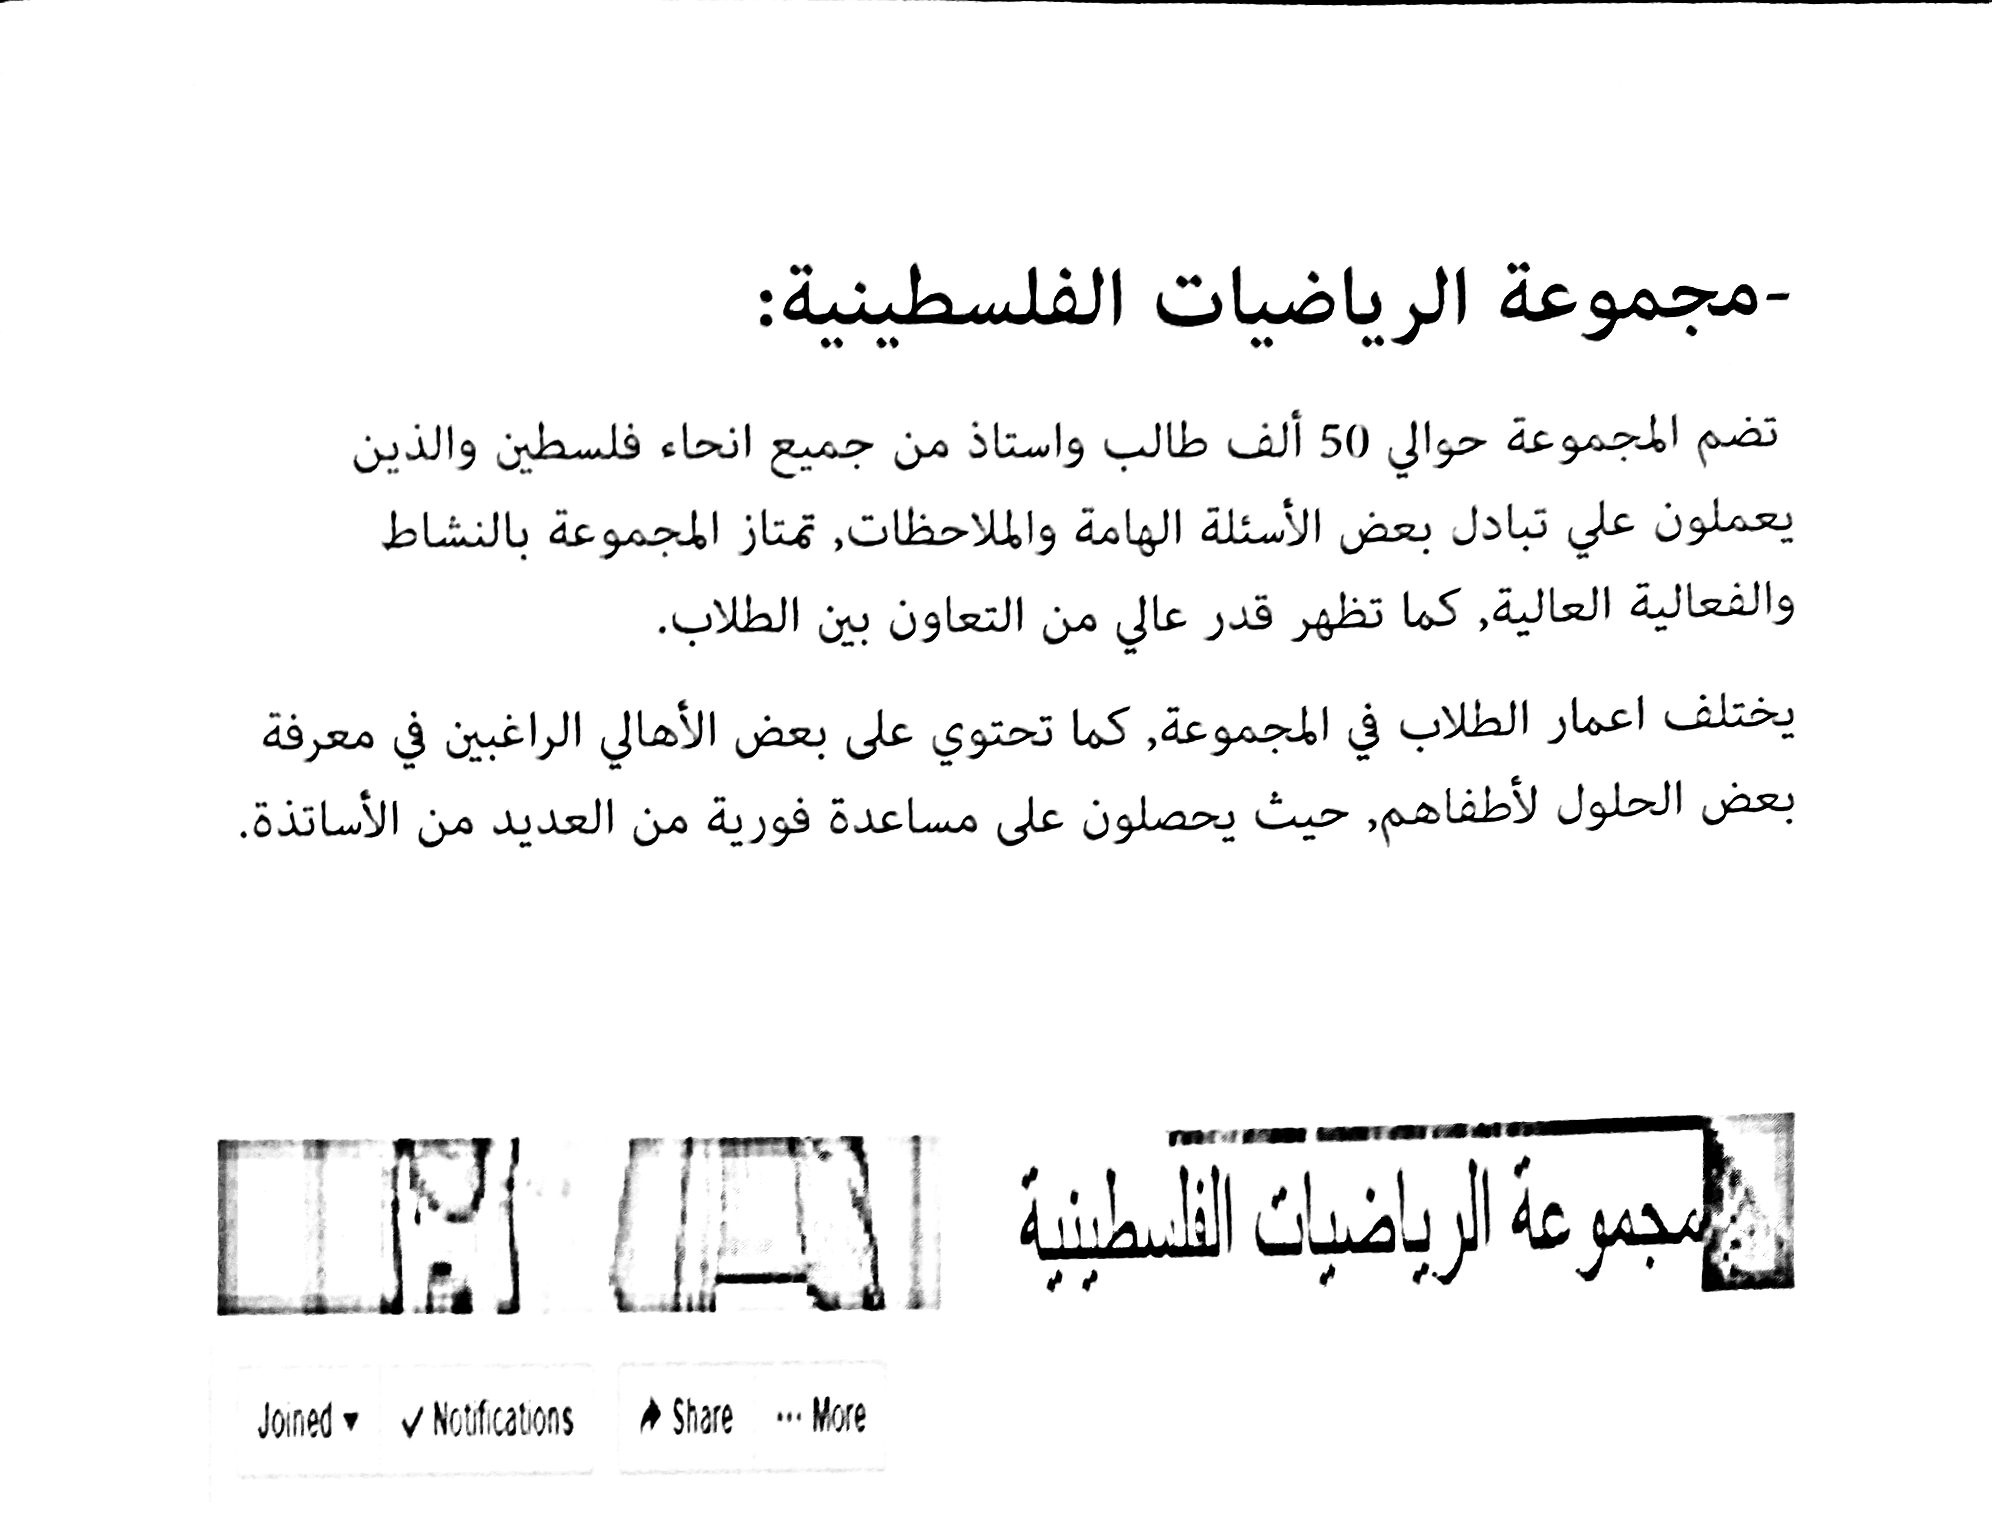 -مجموعة الرياضيات الفلسطينية:
تضم المجموعة حوالي 50 ألف طالب واستاذ من جميع انحاء فلسطين والذين
يعملون علي تبادل بعض الأسئلة الهامة والملاحظات, تمتاز المجموعة بالنشاط
والفعالية العالية, كما تظهر قدر عالي من التعاون بين الطلاب.
يختلف اعمار الطلاب في المجموعة, كما تحتوي على بعض الأهالي الراغبين في معرفة
بعض الحلول لأطفاهم, حيث يحصلون على مساعدة فورية من العديد من الأساتذة.
مجموعة الرياضيات الفلسطينية
Joined ▾ ✓ Notifications Share ··· More